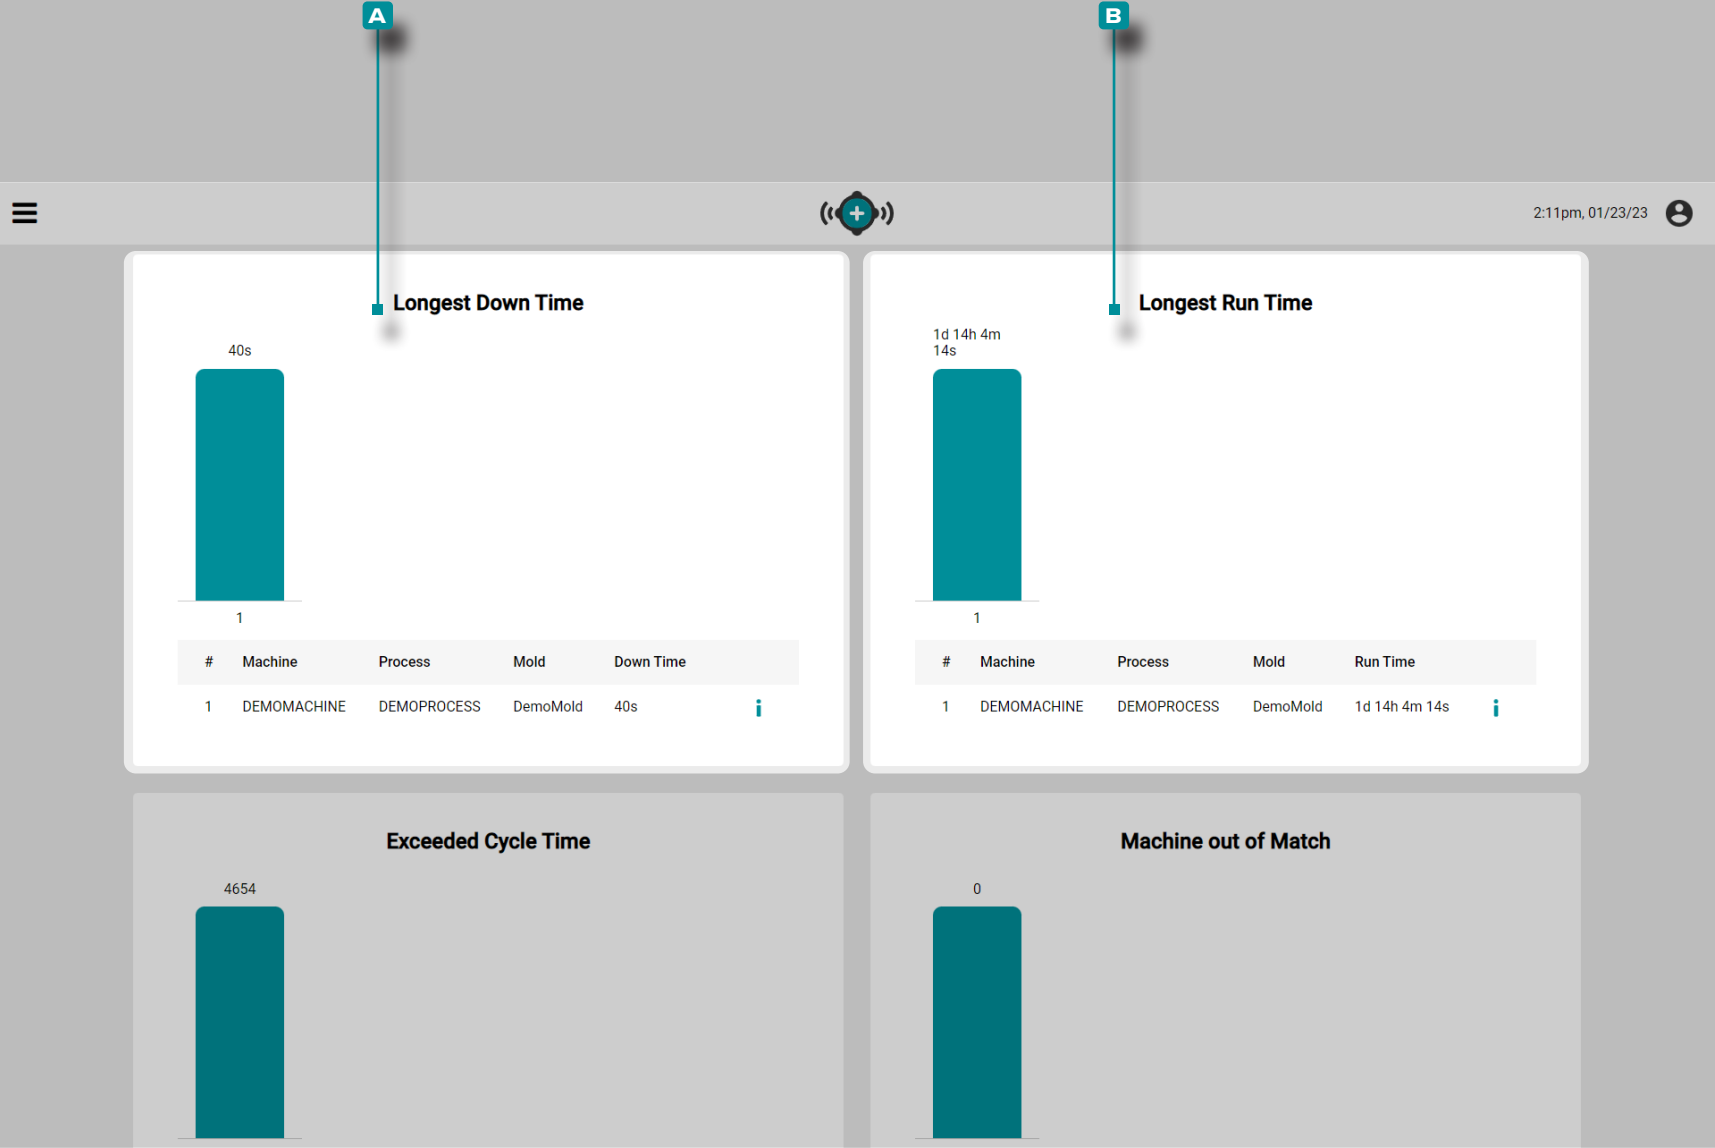 A
B
2:11pm, 01/23/23
Longest Down Time
40s
1
# Machine Process Mold Down Time
1 DEMOMACHINE DEMOPROCESS DemoMold 40s
Longest Run Time
1d 14h 4m
14s
1
# Machine Process Mold Run Time
1 DEMOMACHINE DEMOPROCESS DemoMold 1d 14h 4m 14s
Exceeded Cycle Time
4654
Machine out of Match
0